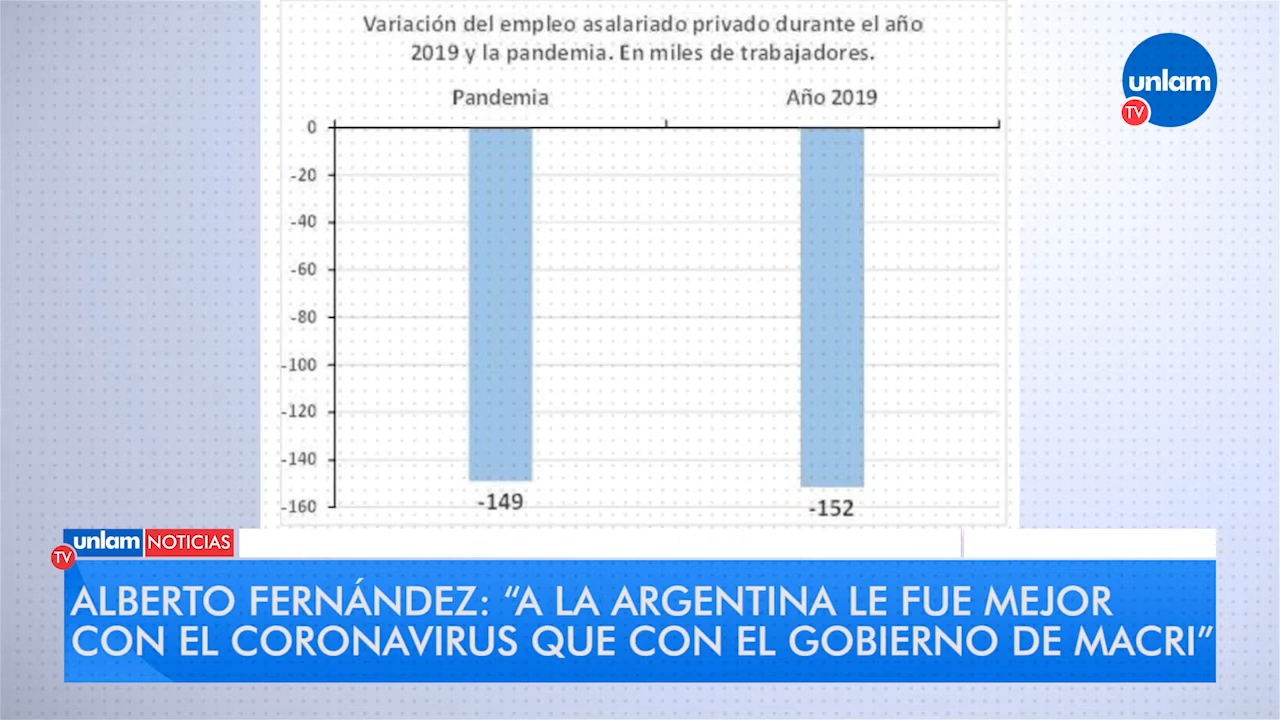 Variación del empleo asalariado privado durante el año
2019 y la pandemia. En miles de trabajadores.
unlam
TV
Pandemia
Año 2019
0
-20
-40
-60
-80
-100
-120
-140
-160
-149
-152
unlam NOTICIAS
TV
ALBERTO FERNÁNDEZ: “A LA ARGENTINA LE FUE MEJOR
CON EL CORONAVIRUS QUE CON EL GOBIERNO DE MACRI”